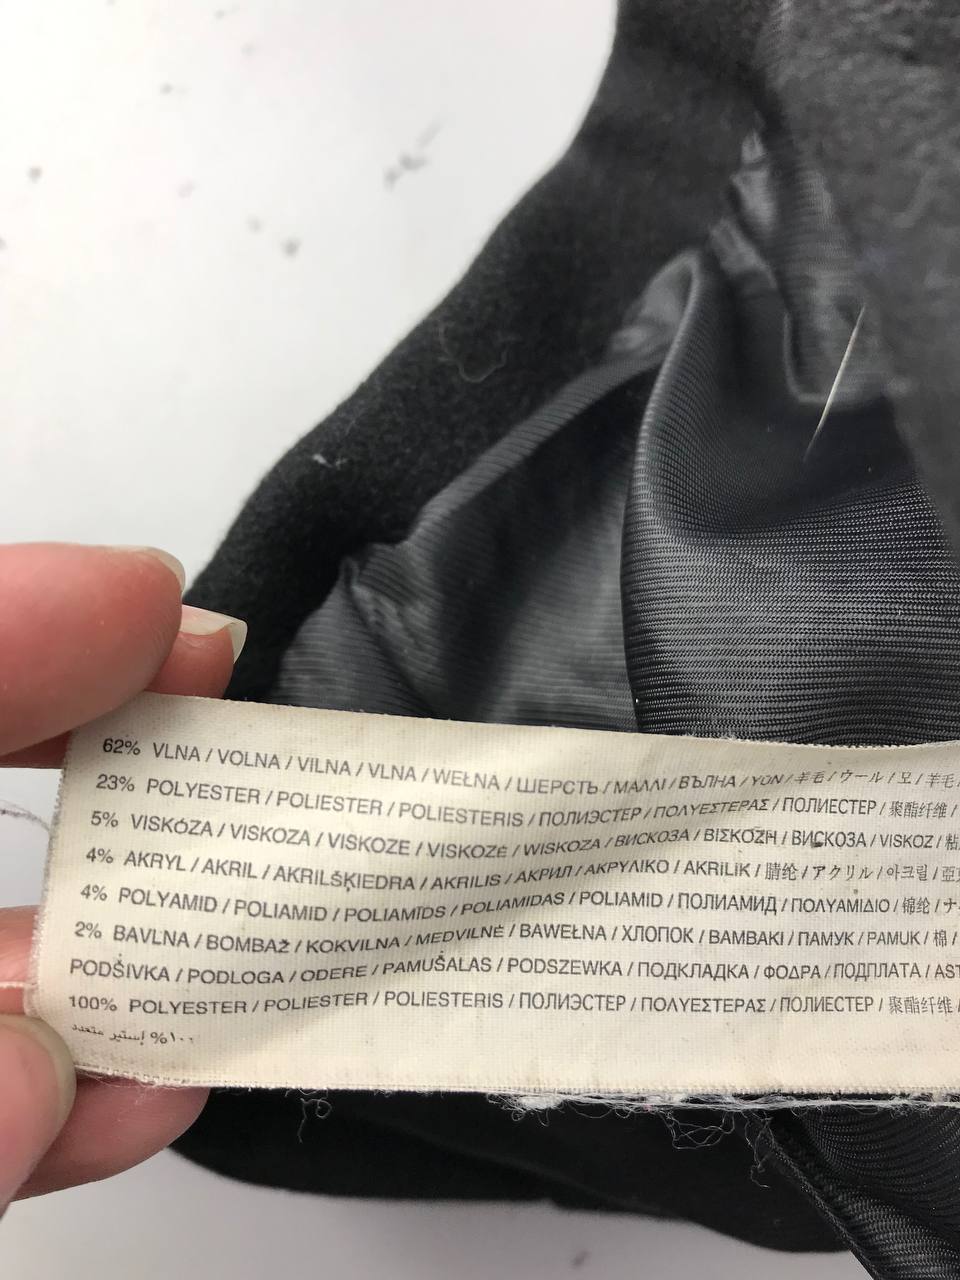 62% VLNA / VOLNA / VILNA / VLNA / WEŁNA / ШЕРСТЬ / ΜΑΛΛΙ / ВЪЛНА / YÜN / 羊毛 / ウール / 모 / 羊毛
23% POLYESTER / POLIESTER / POLIESTERIS / ПОЛИЭСТЕР / ΠΟΛΥΕΣΤΕΡΑΣ / ПОЛИЕСТЕР / 聚酯纤维 /
5% VISKÓZA / VISKOZA / VISKOZE / VISKOZĖ / WISKOZA / ВИСКОЗА / ΒΙΣΚΟΖΗ / ВИСКОЗА / VISKOZ /
4% AKRYL / AKRIL / AKRILŠĶIEDRA / AKRILIS / АКРИЛ / ΑΚΡΥΛΙΚΟ / AKRILIK / 腈纶 / アクリル / 아크릴 /
4% POLYAMID / POLIAMID / POLIAMĪDS / POLIAMIDAS / POLIAMID / ПОЛИАМИД / ΠΟΛΥΑΜΙΔΙΟ / 锦纶 /
2% BAVLNA / BOMBAŽ / KOKVILNA / MEDVILNĖ / BAWEŁNA / ХЛОПОК / ΒΑΜΒΑΚΙ / ПАМУК / PAMUK / 棉 /
PODŠIVKA / PODLOGA / ODERE / PAMUŠALAS / PODSZEWKA / ПОДКЛАДКА / ΦΟΔΡΑ / ПОДПЛАТА /
100% POLYESTER / POLIESTER / POLIESTERIS / ПОЛИЭСТЕР / ΠΟΛΥΕΣΤΕΡΑΣ / ПОЛИЕСТЕР / 聚酯纤维 /
١٠٠% إستير متعدد